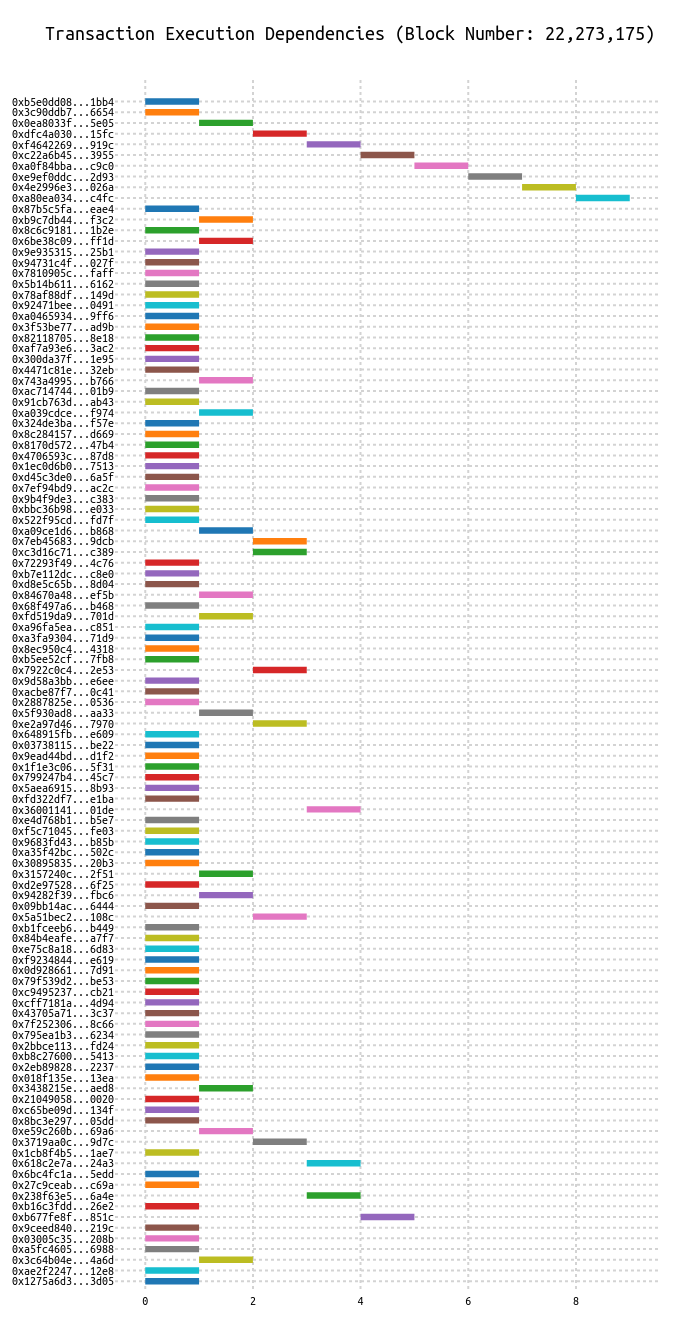 Transaction Execution Dependencies (Block Number: 22,273,175)
0xb5e0dd08...1bb4
0x3c90ddb7...6654
0x0ea8033f...5e05
0xdfc4a030...15fc
0xf4642269...919c
0xc22a6b45...3955
0xa0f84bba...c9c0
0xe9ef0ddc...2d93
0x4e2996e3...026a
0xa80ea034...c4fc
0x87b5c5fa...eae4
0xb9c7db44...f3c2
0x8c6c9181...1b2e
0x6be38c09...ff1d
0x9e935315...25b1
0x94731c4f...027f
0x7810905c...faff
0x5b14b611...6162
0x78af88df...149d
0x92471bee...0491
0xa0465934...9ff6
0x3f53be77...ad9b
0x82118705...8e18
0xaf7a93e6...3ac2
0x300da37f...1e95
0x4471c81e...32eb
0x743a4995...b766
0xac714744...01b9
0x91cb763d...ab43
0xa039cdce...f974
0x324de3ba...f57e
0x8c284157...d669
0x8170d572...47b4
0x4706593c...87d8
0x1ec0d6b0...7513
0xd45c3de0...6a5f
0x7ef94bd9...ac2c
0x9b4f9de3...c383
0xbbc36b98...e033
0x522f95cd...fd7f
0xa09ce1d6...b868
0x7eb45683...9dcb
0xc3d16c71...c389
0x72293f49...4c76
0xb7e112dc...c8e0
0xd8e5c65b...8d04
0x84670a48...ef5b
0x68f497a6...b468
0xfd519da9...701d
0xa96fa5ea...c851
0xa3fa9304...71d9
0x8ec950c4...4318
0xb5ee52cf...7fb8
0x7922c0c4...2e53
0x9d58a3bb...e6ee
0xacbe87f7...0c41
0x2887825e...0536
0x5f930ad8...aa33
0xe2a97d46...7970
0x648915fb...e609
0x03738115...be22
0x9ead44bd...d1f2
0x1f1e3c06...5f31
0x799247b4...45c7
0x5aea6915...8b93
0xfd322df7...e1ba
0x36001141...01de
0xe4d768b1...b5e7
0xf5c71045...fe03
0x9683fd43...b85b
0xa35f42bc...502c
0x30895835...20b3
0x3157240c...2f51
0xd2e97528...6f25
0x94282f39...fbc6
0x09bb14ac...6444
0x5a51bec2...108c
0xb1fceeb6...b449
0x84b4eafe...a7f7
0xe75c8a18...6d83
0xf9234844...e619
0x0d928661...7d91
0x79f539d2...be53
0xc9495237...cb21
0xcff7181a...4d94
0x43705a71...3c37
0x7f252306...8c66
0x795ea1b3...6234
0x2bbce113...fd24
0xb8c27600...5413
0x2eb89828...2237
0x018f135e...13ea
0x3438215e...aed8
0x21049058...0020
0xc65be09d...134f
0x8bc3e297...05dd
0xe59c260b...69a6
0x3719aa0c...9d7c
0x1cb8f4b5...1ae7
0x618c2e7a...24a3
0x6bc4fc1a...5edd
0x27c9ceab...c69a
0x238f63e5...6a4e
0xb16c3fdd...26e2
0xb677fe8f...851c
0x9ceed840...219c
0x03005c35...208b
0xa5fc4605...6988
0x3c64b04e...4a6d
0xae2f2247...12e8
0x1275a6d3...3d05
0 2 4 6 8